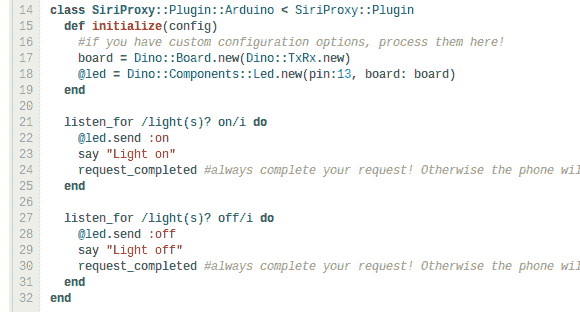 14 class SiriProxy::Plugin::Arduino < SiriProxy::Plugin
15   def initialize(config)
16     #if you have custom configuration options, process them here!
17     board = Dino::Board.new(Dino::TxRx.new)
18     @led = Dino::Components::Led.new(pin:13, board: board)
19   end
20
21   listen_for /light(s)? on/i do
22     @led.send :on
23     say "Light on"
24     request_completed #always complete your request! Otherwise the phone wil
25   end
26
27   listen_for /light(s)? off/i do
28     @led.send :off
29     say "Light off"
30     request_completed #always complete your request! Otherwise the phone wil
31   end
32 end